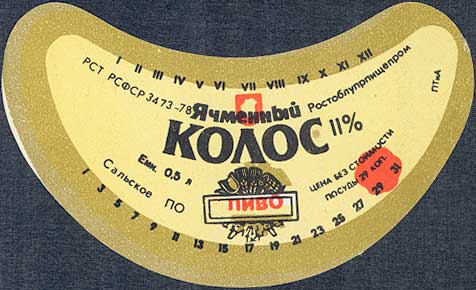 I II III IV V VI VII VIII IX X XI XII
РСТ РСФСР 3473-78 Ростоблурпищепром
ПТиА
Ячменный
КОЛОС 11%
Емк. 0,5 л
ЦЕНА БЕЗ СТОИМОСТИ
ПОСУДЫ 29 КОП.
Сальское ПО
ПИВО
1 3 5 7 9 11 13 15 17 19 21 23 25 27 29 31